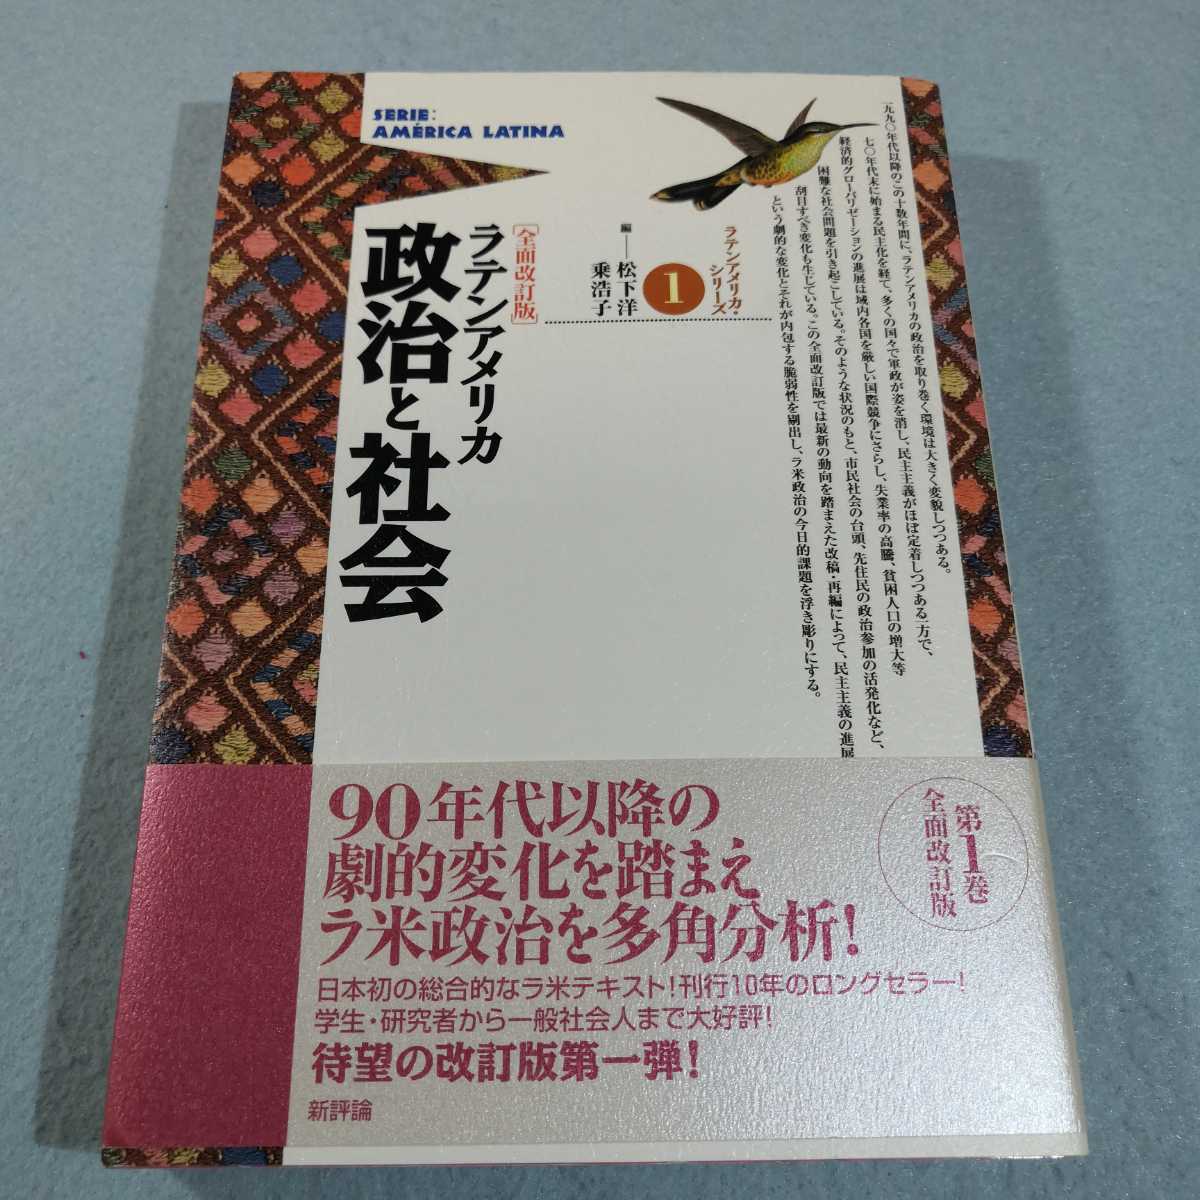 SERIE:
AMÉRICA LATINA
ラテンアメリカ・
シリーズ
1
編——松下洋
乗浩子
[全面改訂版]
ラテンアメリカ
政治と社会
一九九〇年代以降のこの十数年間に、ラテンアメリカの政治を取り巻く環境は大きく変貌しつつある。
七〇年代末に始まる民主化を経て、多くの国々で軍政が姿を消し、民主主義がほぼ定着しつつある一方で、
経済的グローバリゼーションの進展は域内各国を厳しい国際競争にさらし、失業率の高騰、貧困人口の増大等
困難な社会問題を引き起こしている。そのような状況のもと、市民社会の台頭、先住民の政治参加の活発化など、
刮目すべき変化も生じている。この全面改訂版では最新の動向を踏まえた改稿・再編によって、民主主義の進展
という劇的な変化とそれが内包する脆弱性を剔出し、ラ米政治の今日的課題を浮き彫りにする。
第1巻
全面改訂版
90年代以降の
劇的変化を踏まえ
ラ米政治を多角分析!
日本初の総合的なラ米テキスト!刊行10年のロングセラー!
学生・研究者から一般社会人まで大好評!
待望の改訂版第一弾!
新評論